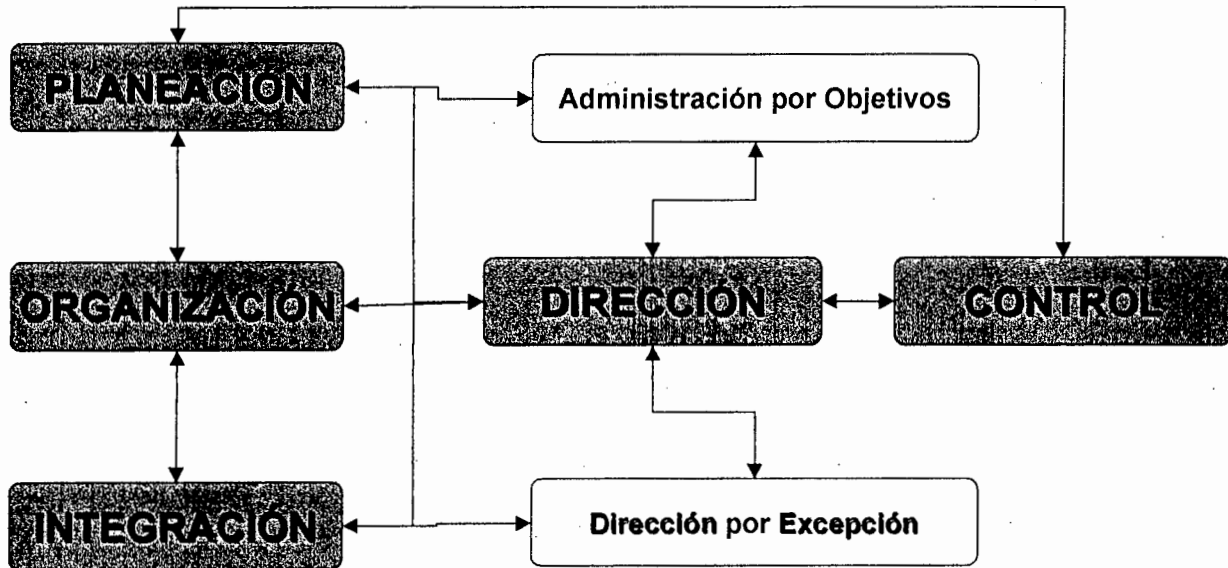 PLANEACIÓN
Administración por Objetivos
ORGANIZACIÓN
DIRECCIÓN
CONTROL
INTEGRACIÓN
Dirección por Excepción